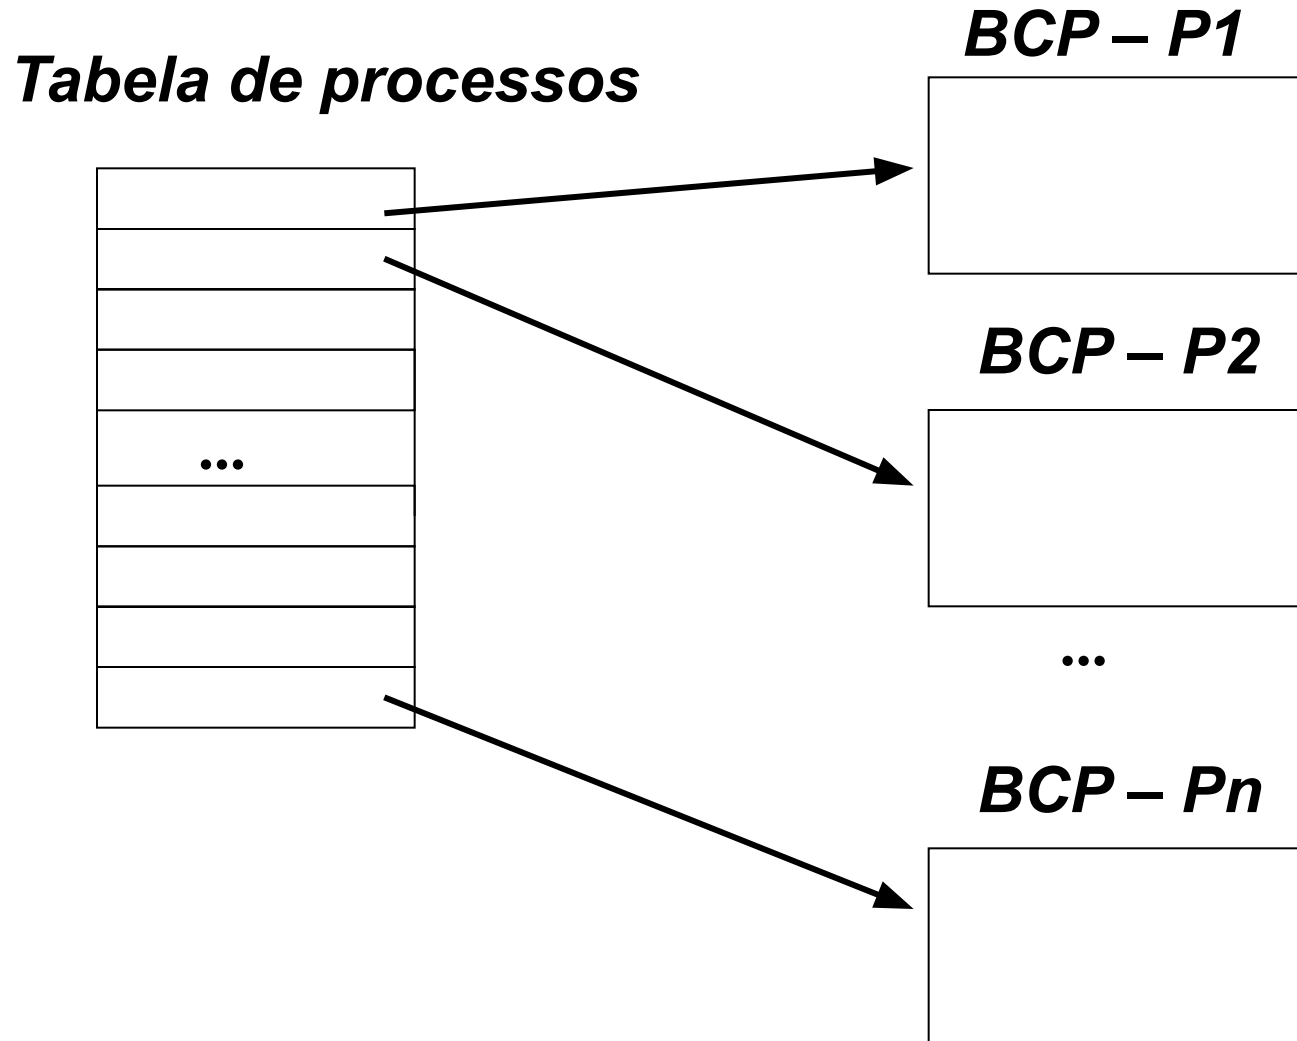 BCP – P1
Tabela de processos
BCP – P2
...
...
BCP – Pn